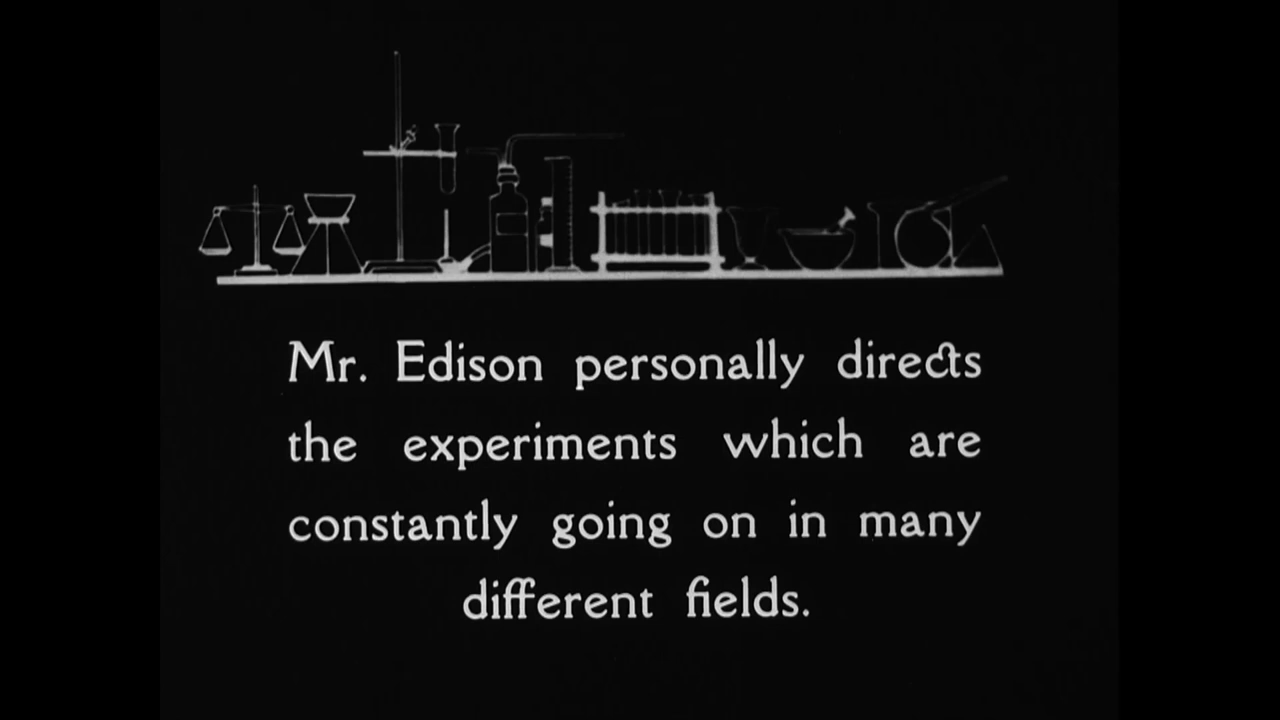 Mr. Edison personally directs
the experiments which are
constantly going on in many
different fields.